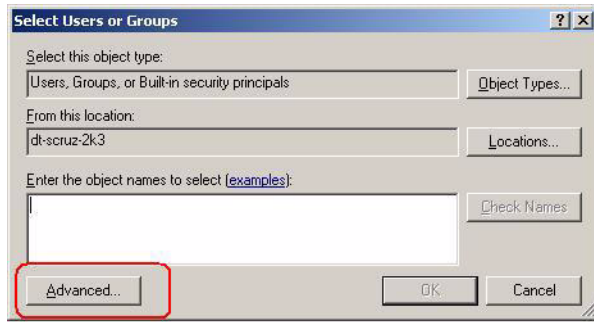 Select Users or Groups
Select this object type:
Users, Groups, or Built-in security principals
Object Types...
From this location:
dt-scruz-2k3
Locations...
Enter the object names to select (examples):
Check Names
Advanced...
OK
Cancel